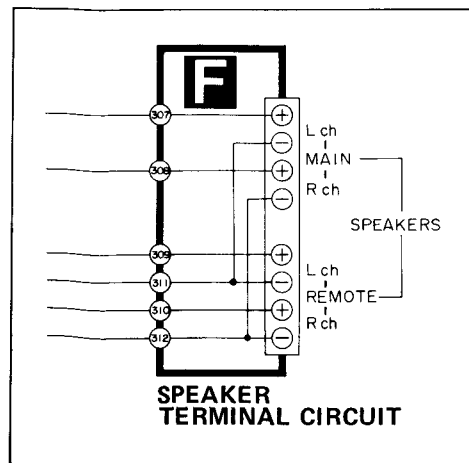 F
307 + L ch
−
MAIN
308 +
R ch
−
SPEAKERS
309 +
L ch
311 −
REMOTE
310 +
R ch
312 −
SPEAKER
TERMINAL CIRCUIT